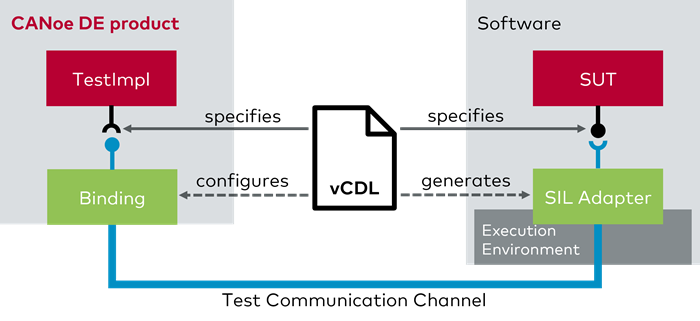 CANoe DE product
Software
TestImpl
SUT
specifies
specifies
vCDL
configures
generates
Binding
SIL Adapter
Execution
Environment
Test Communication Channel